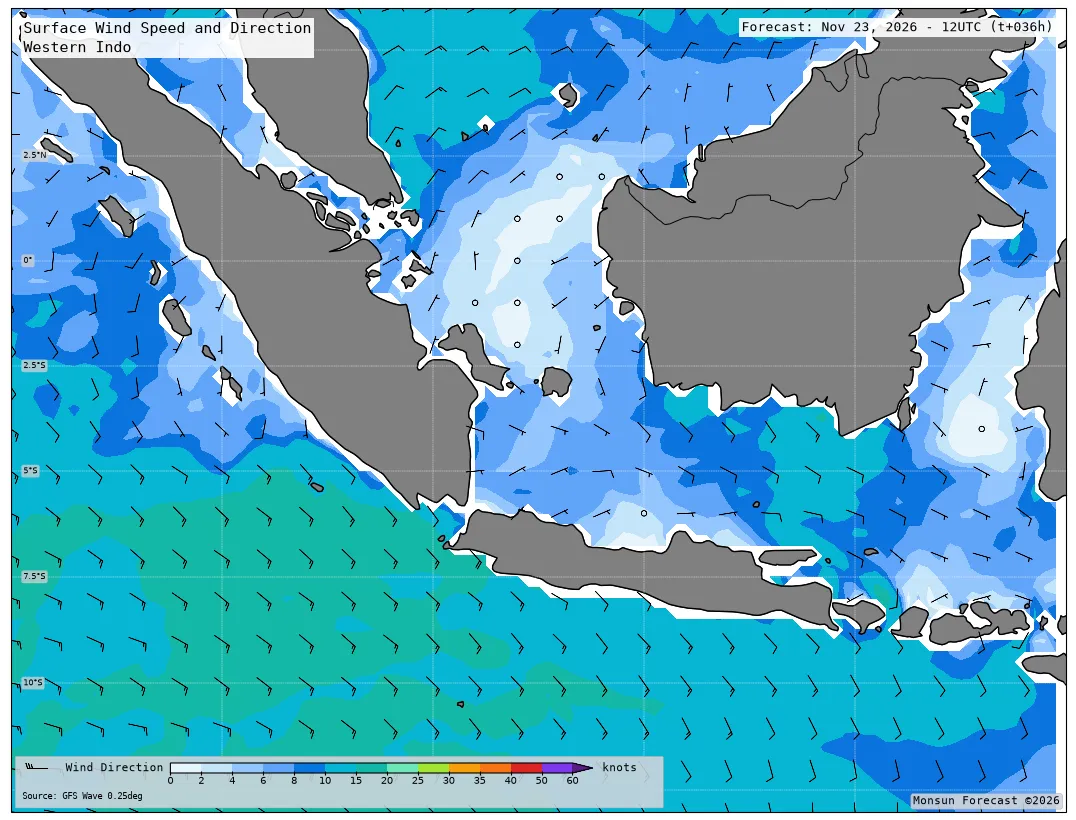 Surface Wind Speed and Direction
Western Indo
Forecast: Nov 23, 2026 - 12UTC (t+036h)
2.5°N
0°
2.5°S
5°S
7.5°S
10°S
Wind Direction
knots
0 2 4 6 8 10 15 20 25 30 35 40 50 60
Source: GFS Wave 0.25deg
Monsun Forecast ©2026